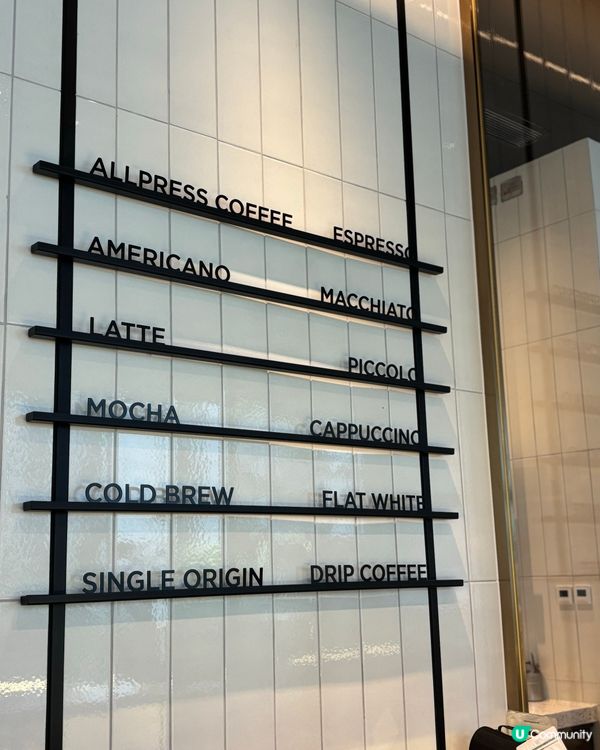 ALLPRESS COFFEE ESPRESSO
AMERICANO MACCHIATO
LATTE PICCOLO
MOCHA CAPPUCCINO
COLD BREW FLAT WHITE
SINGLE ORIGIN DRIP COFFEE
U Community